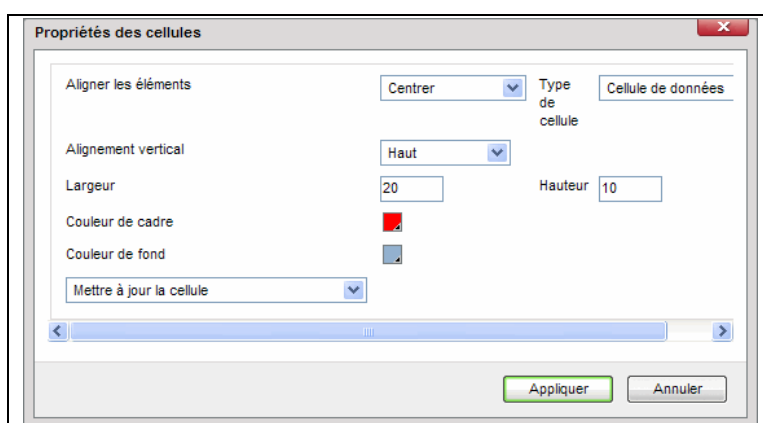 Propriétés des cellules
Aligner les éléments Centrer Type de cellule Cellule de données
Alignement vertical Haut
Largeur 20 Hauteur 10
Couleur de cadre
Couleur de fond
Mettre à jour la cellule
Appliquer Annuler